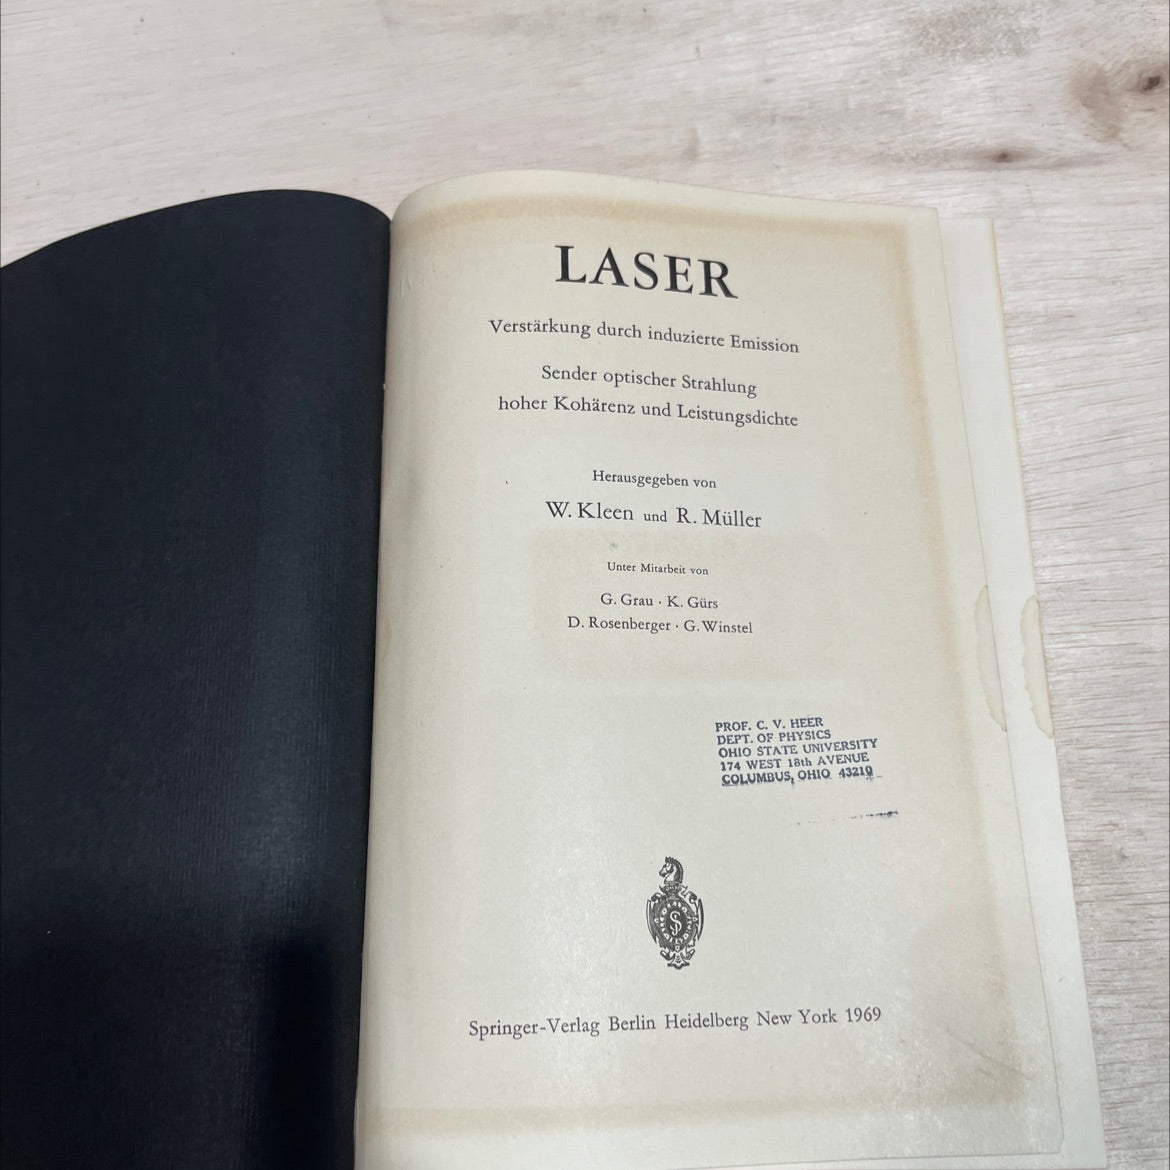 LASER
Verstärkung durch induzierte Emission
Sender optischer Strahlung
hoher Kohärenz und Leistungsdichte
Herausgegeben von
W. Kleen und R. Müller
Unter Mitarbeit von
G. Grau · K. Gürs
D. Rosenberger · G. Winstel
PROF. C. V. HEER
DEPT. OF PHYSICS
OHIO STATE UNIVERSITY
174 WEST 18th AVENUE
COLUMBUS, OHIO 43210
Springer-Verlag Berlin Heidelberg New York 1969